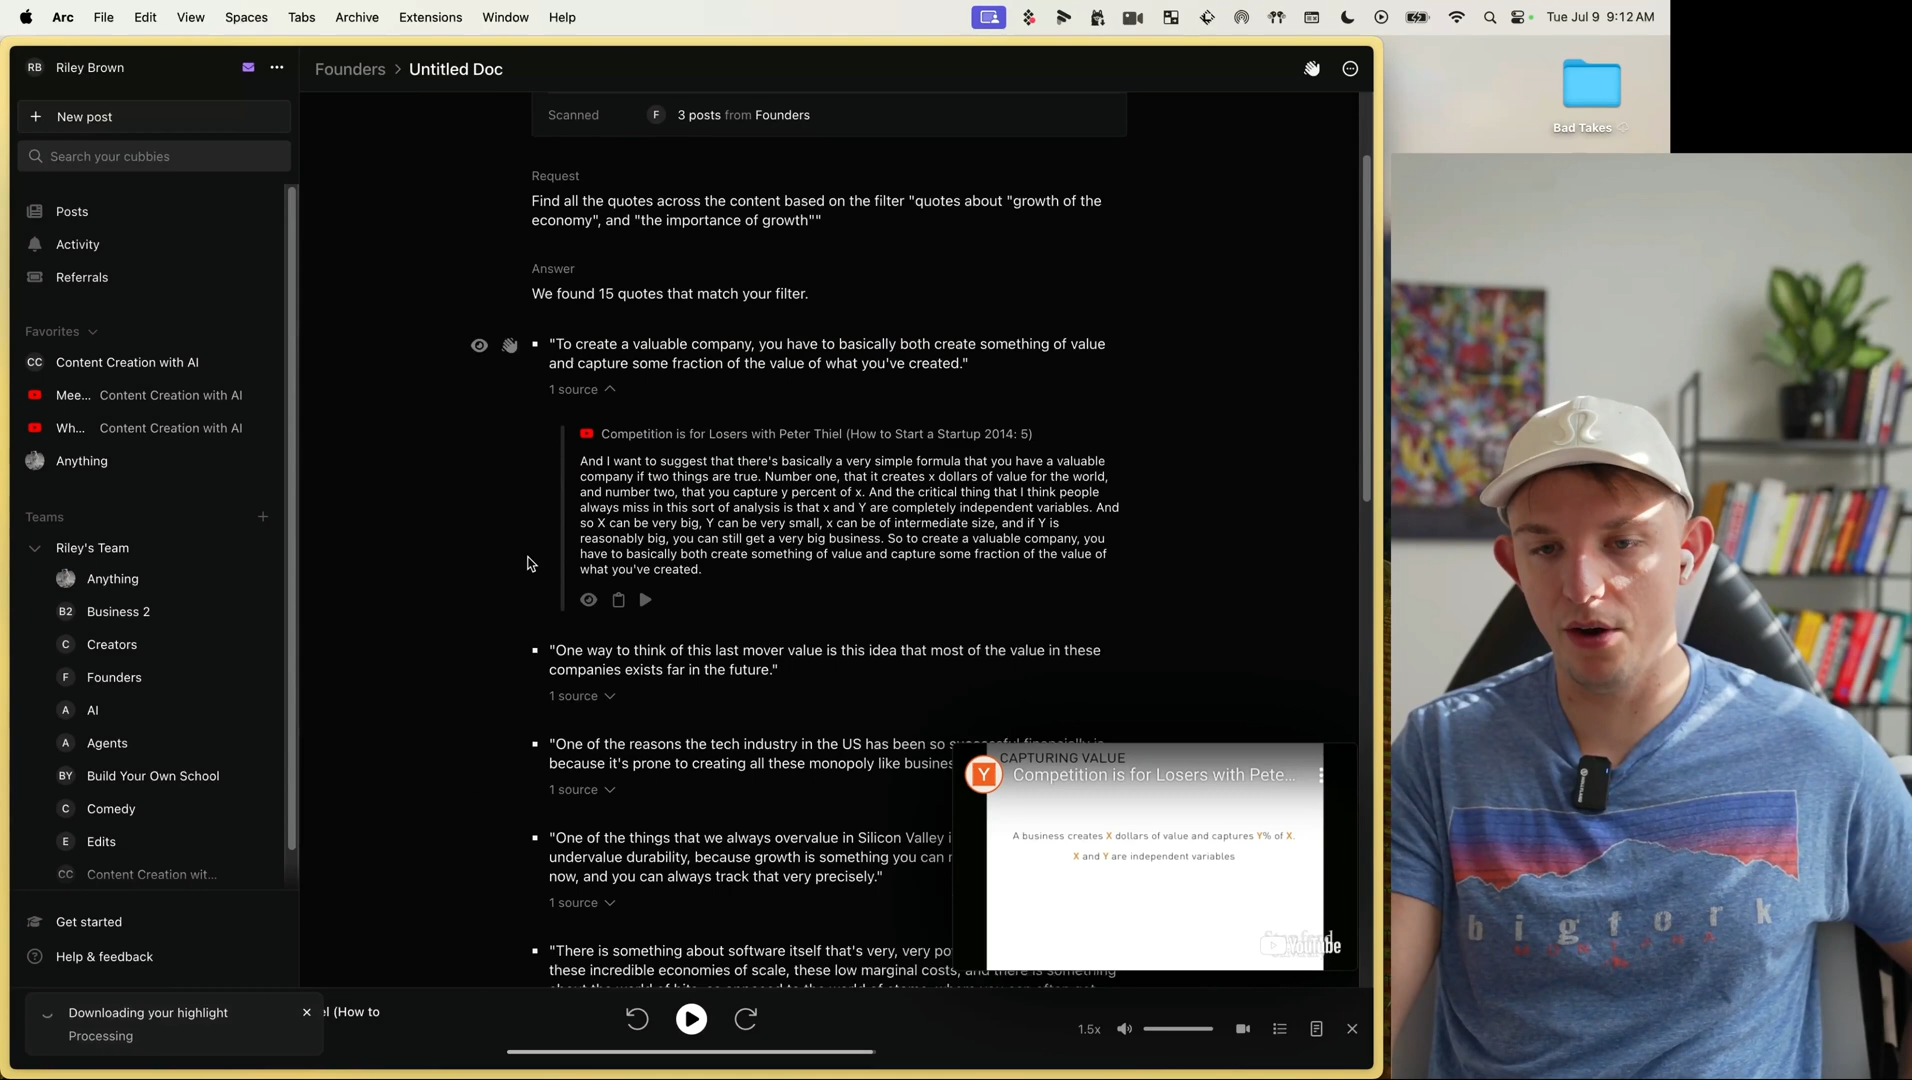 Arc File Edit View Spaces Tabs Archive Extensions Window Help
Tue Jul 9 9:12 AM
RB Riley Brown
+ New post
Search your cubbies
Posts
Activity
Referrals
Favorites
CC Content Creation with AI
Mee... Content Creation with AI
Wh... Content Creation with AI
Anything
Teams +
Riley's Team
Anything
B2 Business 2
C Creators
F Founders
A AI
A Agents
BY Build Your Own School
C Comedy
E Edits
CC Content Creation wit...
Get started
Help & feedback
Downloading your highlight
Processing
el (How to
Founders > Untitled Doc
Scanned F 3 posts from Founders
Request
Find all the quotes across the content based on the filter "quotes about "growth of the
economy", and "the importance of growth""
Answer
We found 15 quotes that match your filter.
"To create a valuable company, you have to basically both create something of value
and capture some fraction of the value of what you've created."
1 source
Competition is for Losers with Peter Thiel (How to Start a Startup 2014: 5)
And I want to suggest that there's basically a very simple formula that you have a valuable
company if two things are true. Number one, that it creates x dollars of value for the world,
and number two, that you capture y percent of x. And the critical thing that I think people
always miss in this sort of analysis is that x and Y are completely independent variables. And
so X can be very big, Y can be very small, x can be of intermediate size, and if Y is
reasonably big, you can still get a very big business. So to create a valuable company, you
have to basically both create something of value and capture some fraction of the value of
what you've created.
"One way to think of this last mover value is this idea that most of the value in these
companies exists far in the future."
1 source
"One of the reasons the tech industry in the US has been so successful financially is
because it's prone to creating all these monopoly like busines
1 source
"One of the things that we always overvalue in Silicon Valley i
undervalue durability, because growth is something you can
now, and you can always track that very precisely."
1 source
"There is something about software itself that's very, very po
these incredible economies of scale, these low marginal costs, and there is something
CAPTURING VALUE
Y Competition is for Losers with Pete...
A business creates X dollars of value and captures Y% of X.
X and Y are independent variables
YouTube
1.5x
Bad Takes
bigfork